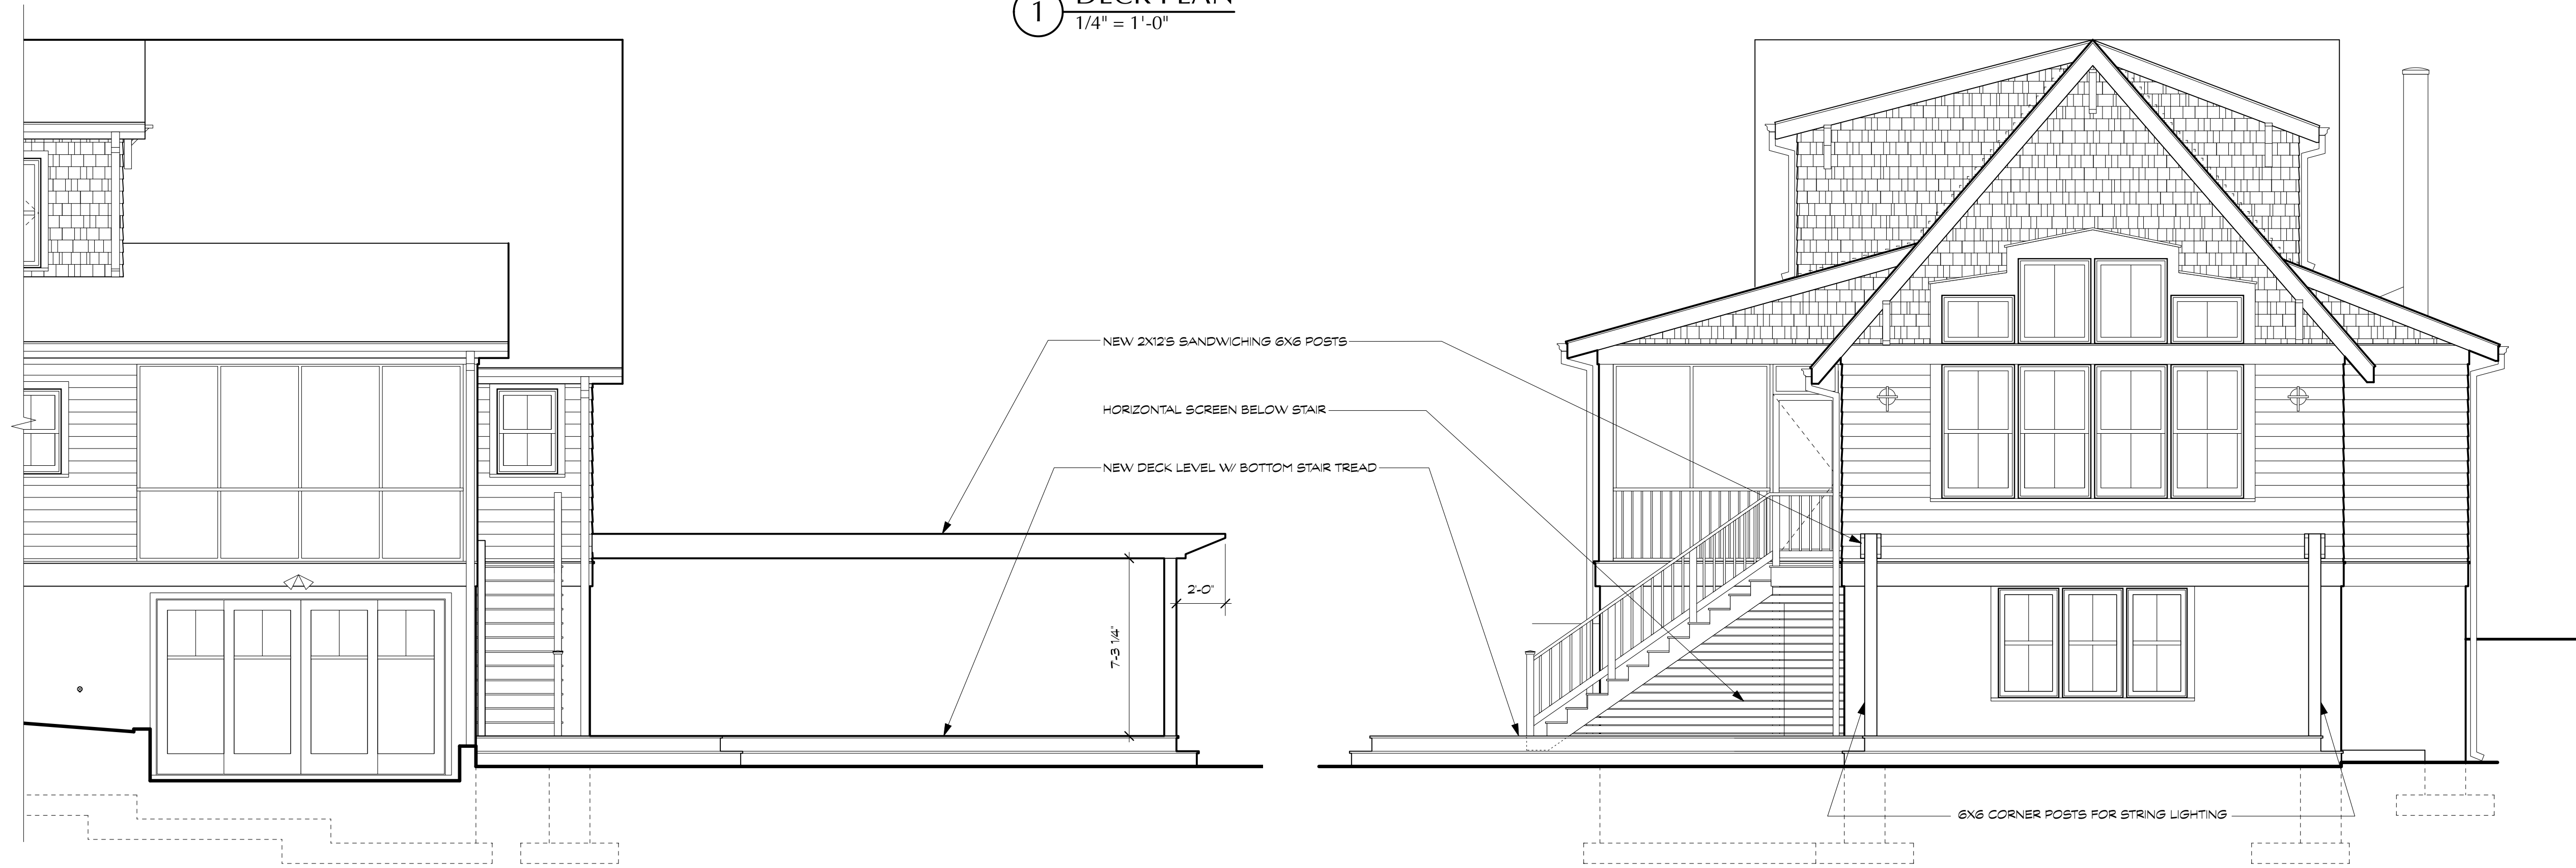 1
DECK PLAN
1/4" = 1'-0"
NEW 2X12'S SANDWICHING 6X6 POSTS
HORIZONTAL SCREEN BELOW STAIR
NEW DECK LEVEL W/ BOTTOM STAIR TREAD
2'-0"
7'-3 1/4"
6X6 CORNER POSTS FOR STRING LIGHTING